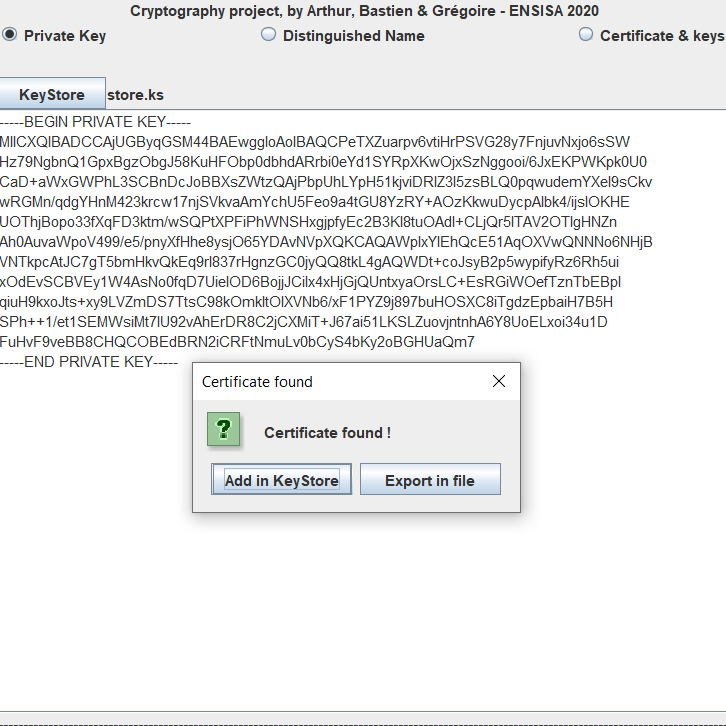 Cryptography project, by Arthur, Bastien & Grégoire - ENSISA 2020
Private Key
Distinguished Name
Certificate & keys
KeyStore
store.ks
-----BEGIN PRIVATE KEY-----
MIICXQIBADCCAjUGByqGSM44BAEwggIoAoIBAQCPeTXZuarpv6vtiHrPSVG28y7FnjuvNxjo6sSW
Hz79NgbnQ1GpxBgzObgJ58KuHFObp0dbhdARrbi0eYd1SYRpXKwOjxSzNggooi/6JxEKPWKpk0U0
CaD+aWxGWPhL3SCBnDcJoBBXsZWtzQAjPbpUhLYpH51kjviDRIZ3l5zsBLQ0pqwudemYXel9sCkv
wRGMn/qdgYHnM423krcw17njSVkvaAmYchU5Feo9a4tGU8YzRY+AOzKkwuDycpAlbk4/ijslOKHE
UOThjBopo33fXqFD3ktm/wSQPtXPFiPhWNSHxgjpfyEc2B3Kl8tuOAdl+CLjQr5lTAV2OTlgHNZn
Ah0AuvaWpoV499/e5/pnyXfHhe8ysjO65YDAvNVpXQKCAQAWplxYlEhQcE51AqOXVwQNNNo6NHjB
VNTkpcAtJC7gT5bmHkvQkEq9rl837rHgnzGC0jyQQ8tkL4gAQWDt+coJsyB2p5wypifyRz6Rh5ui
xOdEvSCBVEy1W4AsNo0fqD7UielOD6BojjJCilx4xHjGjQUntxyaOrsLC+EsRGiWOefTznTbEBpl
qiuH9kxoJts+xy9LVZmDS7TtsC98kOmkltOlXVNb6/xF1PYZ9j897buHOSXC8iTgdzEpbaiH7B5H
SPh++1/et1SEMWsiMt7lU92vAhErDR8C2jCXMiT+J67ai51LKSLZuovjntnhA6Y8UoELxoi34u1D
FuHvF9veBB8CHQCOBEdBRN2iCRFtNmuLv0bCyS4bKy2oBGHUaQm7
-----END PRIVATE KEY-----
Certificate found
Certificate found !
Add in KeyStore
Export in file